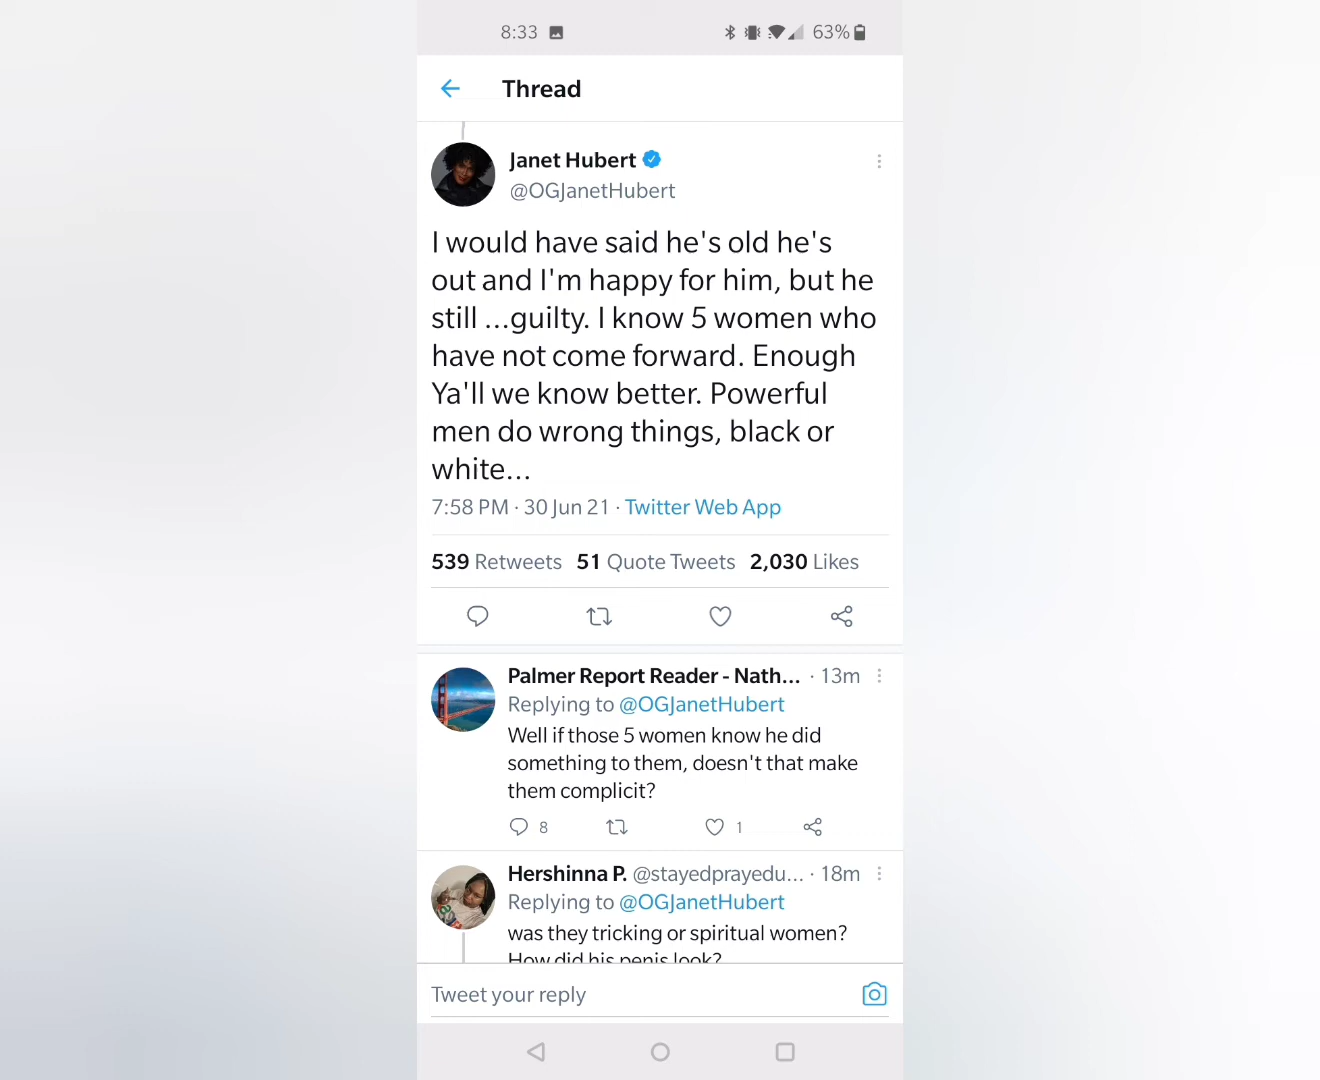 8:33
63%
Thread
Janet Hubert
@OGJanetHubert
I would have said he's old he's
out and I'm happy for him, but he
still ...guilty. I know 5 women who
have not come forward. Enough
Ya'll we know better. Powerful
men do wrong things, black or
white...
7:58 PM · 30 Jun 21 · Twitter Web App
539 Retweets 51 Quote Tweets 2,030 Likes
Palmer Report Reader - Nath... · 13m
Replying to @OGJanetHubert
Well if those 5 women know he did
something to them, doesn't that make
them complicit?
8 1
Hershinna P. @stayedprayedu... · 18m
Replying to @OGJanetHubert
was they tricking or spiritual women?
How did his penis look?
Tweet your reply